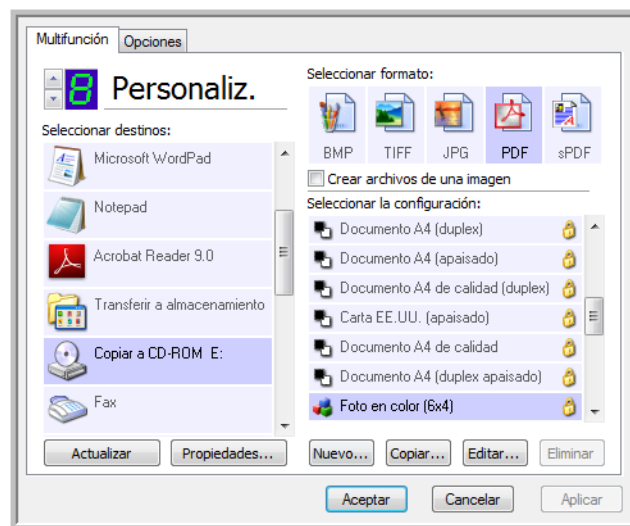 Multifunción
Opciones
8
Personaliz.
Seleccionar destinos:
Microsoft WordPad
Notepad
Acrobat Reader 9.0
Transferir a almacenamiento
Copiar a CD-ROM E:
Fax
Actualizar
Propiedades...
Seleccionar formato:
BMP
TIFF
JPG
PDF
sPDF
Crear archivos de una imagen
Seleccionar la configuración:
Documento A4 (duplex)
Documento A4 (apaisado)
Documento A4 de calidad (duplex)
Carta EE.UU. (apaisado)
Documento A4 de calidad
Documento A4 (duplex apaisado)
Foto en color (6x4)
Nuevo...
Copiar...
Editar...
Eliminar
Aceptar
Cancelar
Aplicar